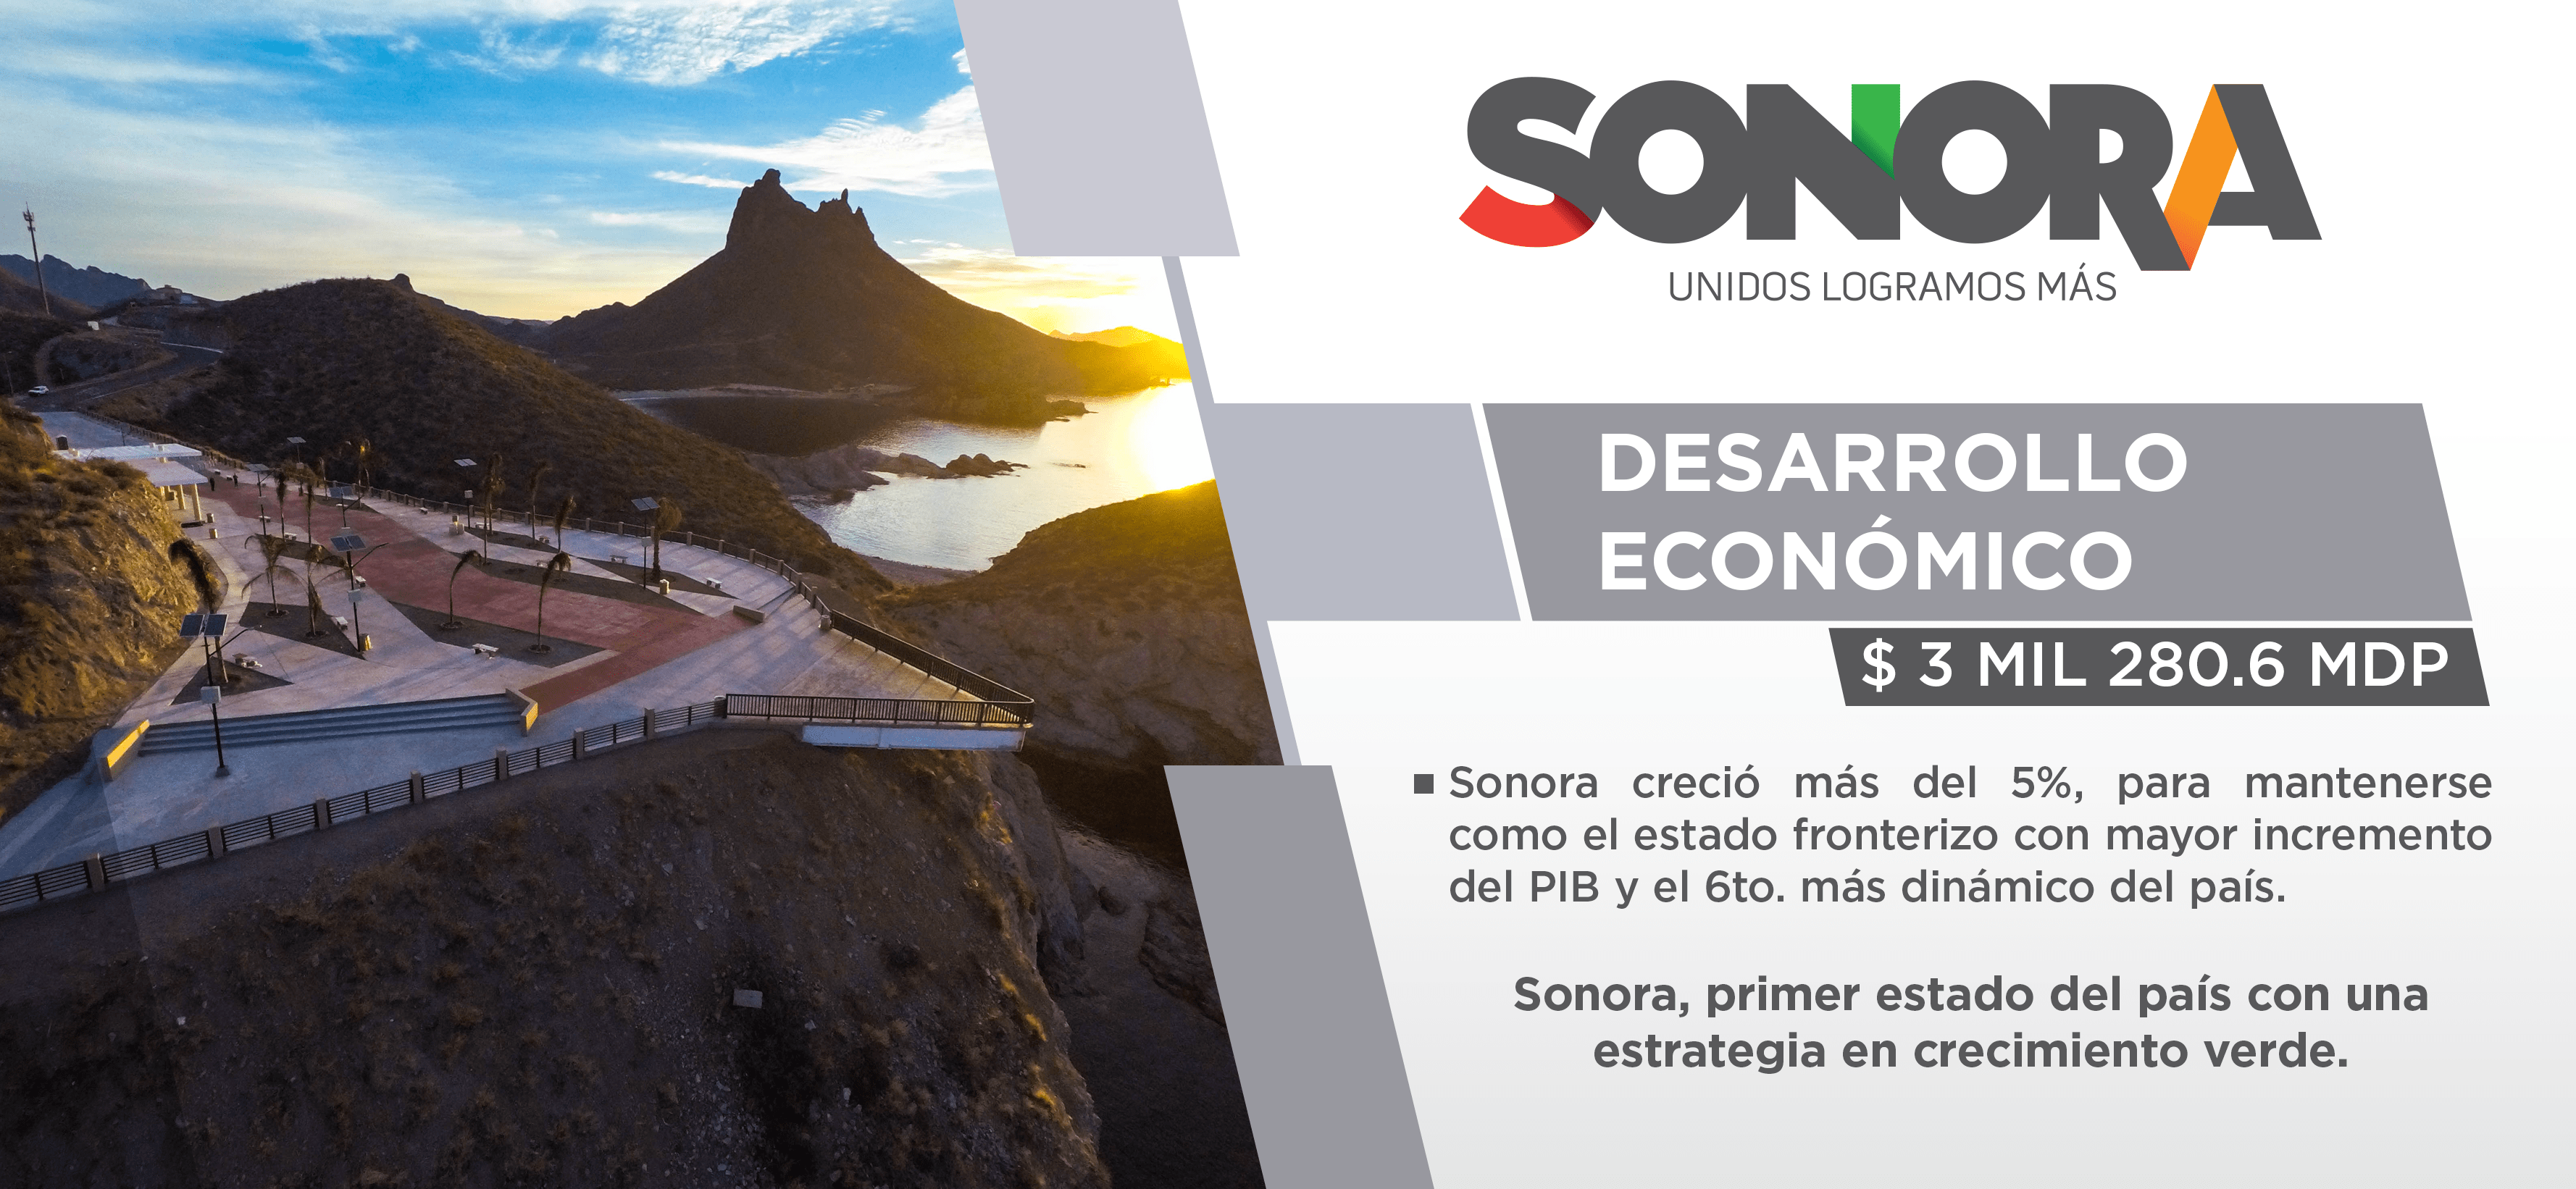 SONORA
UNIDOS LOGRAMOS MÁS
DESARROLLO
ECONÓMICO
$ 3 MIL 280.6 MDP
Sonora creció más del 5%, para mantenerse
como el estado fronterizo con mayor incremento
del PIB y el 6to. más dinámico del país.
Sonora, primer estado del país con una
estrategia en crecimiento verde.